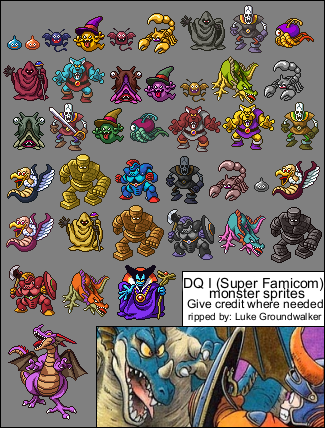 DQ I (Super Famicom)
monster sprites
Give credit where needed
ripped by: Luke Groundwalker